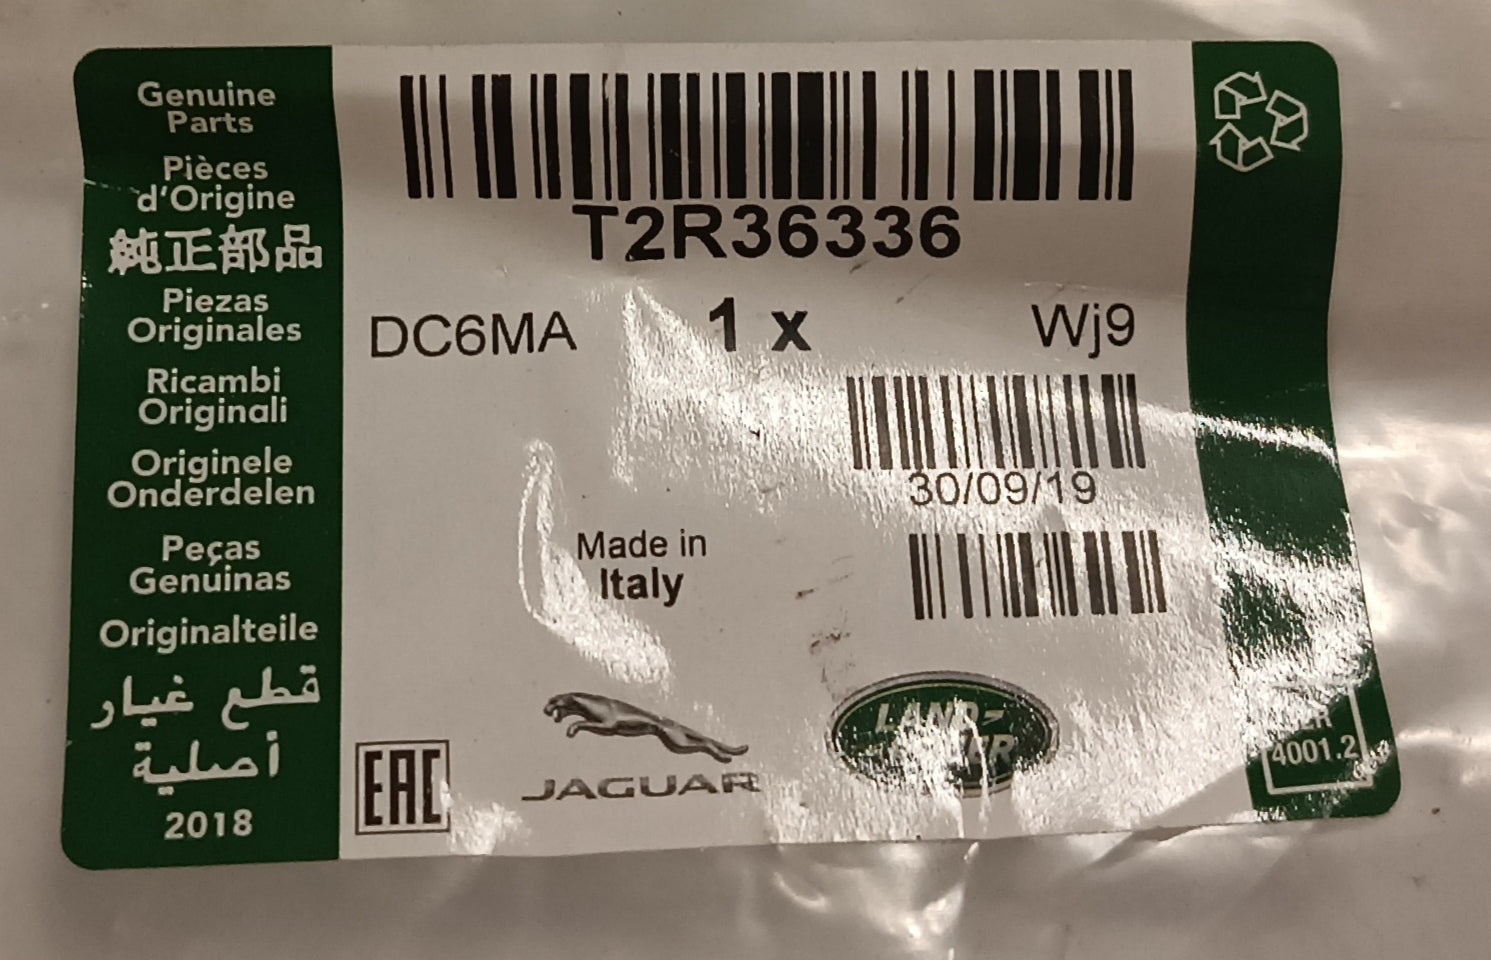 Genuine
Parts
Pièces
d'Origine
純正部品
Piezas
Originales
Ricambi
Originali
Originele
Onderdelen
Peças
Genuinas
Originalteile
قطع غيار
أصلية
2018
T2R36336
DC6MA 1 x Wj9
30/09/19
Made in
Italy
EAC
JAGUAR
LAND-
4001.2